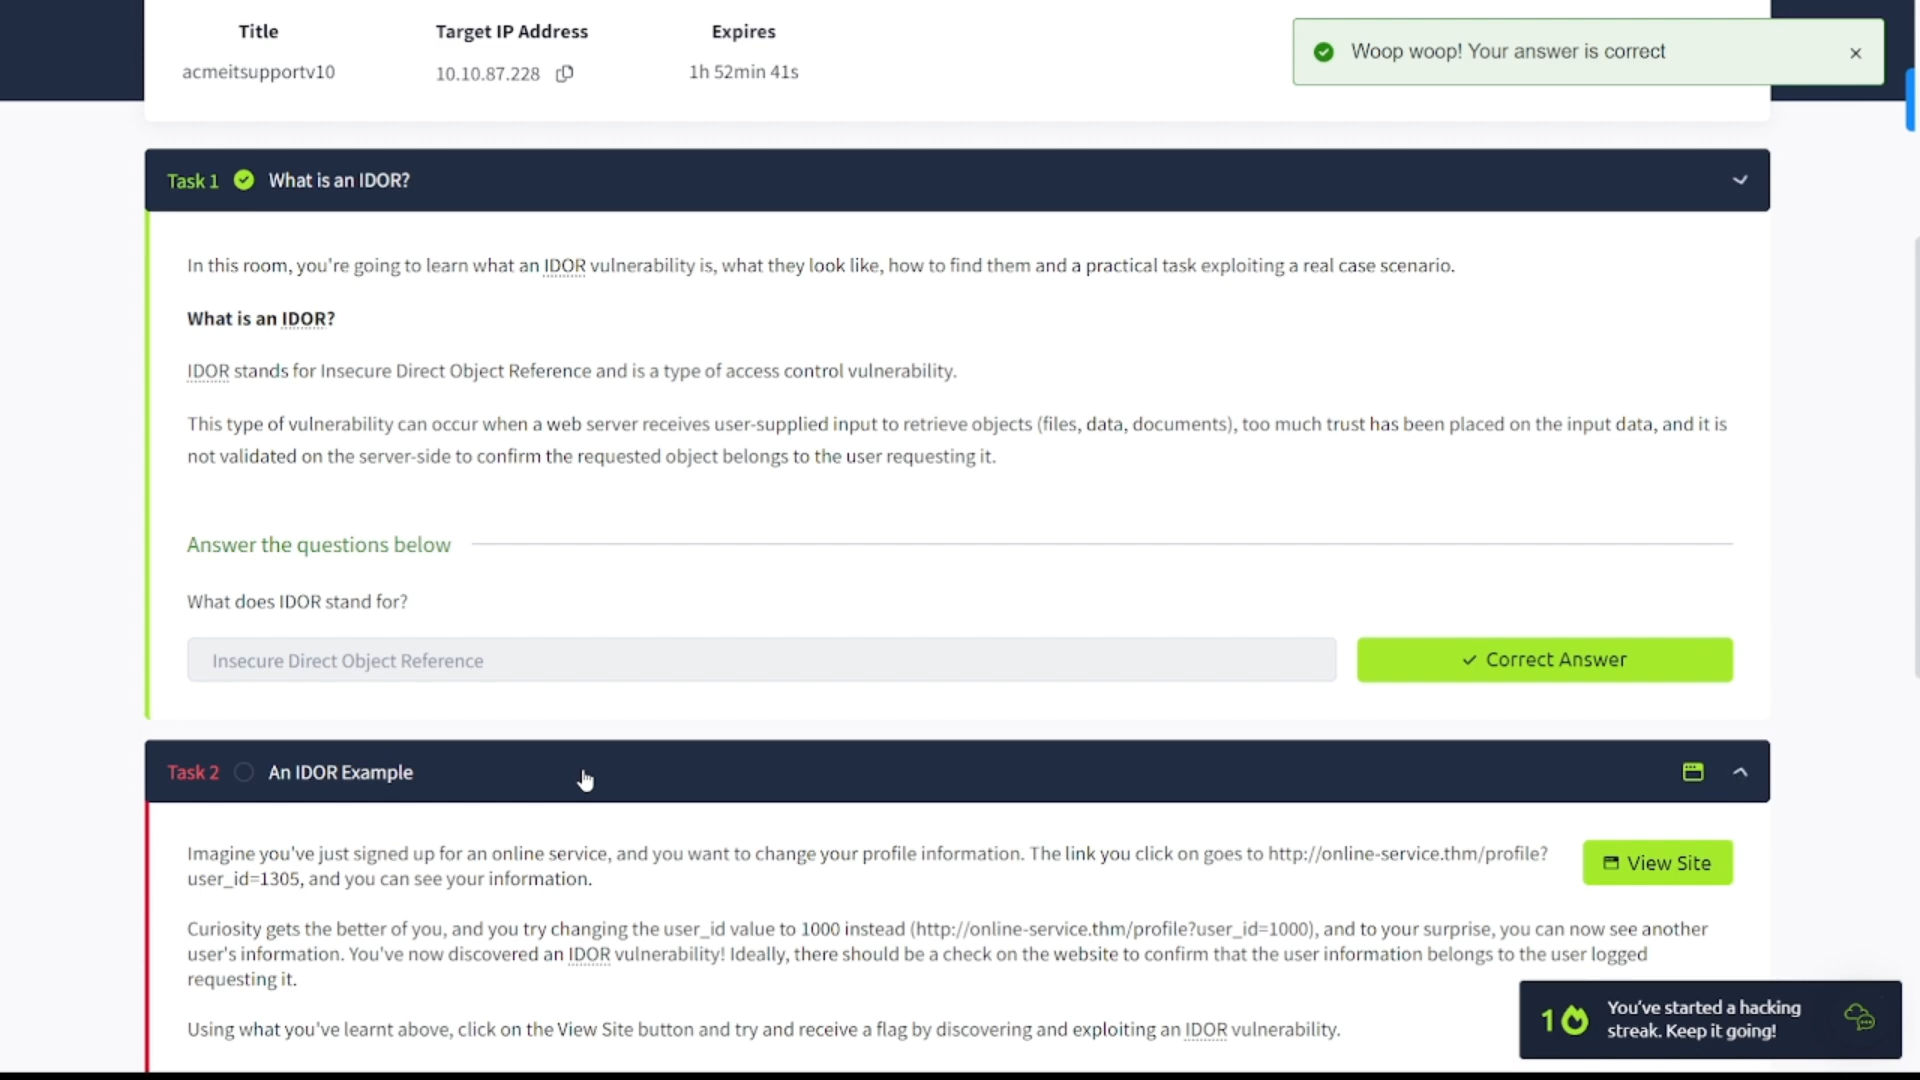 Title Target IP Address Expires
acmeitsupportv10 10.10.87.228 1h 52min 41s
Woop woop! Your answer is correct ×
Task 1 What is an IDOR?
In this room, you're going to learn what an IDOR vulnerability is, what they look like, how to find them and a practical task exploiting a real case scenario.
What is an IDOR?
IDOR stands for Insecure Direct Object Reference and is a type of access control vulnerability.
This type of vulnerability can occur when a web server receives user-supplied input to retrieve objects (files, data, documents), too much trust has been placed on the input data, and it is
not validated on the server-side to confirm the requested object belongs to the user requesting it.
Answer the questions below
What does IDOR stand for?
Insecure Direct Object Reference
✓ Correct Answer
Task 2 An IDOR Example
Imagine you've just signed up for an online service, and you want to change your profile information. The link you click on goes to http://online-service.thm/profile?
user_id=1305, and you can see your information.
View Site
Curiosity gets the better of you, and you try changing the user_id value to 1000 instead (http://online-service.thm/profile?user_id=1000), and to your surprise, you can now see another
user's information. You've now discovered an IDOR vulnerability! Ideally, there should be a check on the website to confirm that the user information belongs to the user logged
requesting it.
Using what you've learnt above, click on the View Site button and try and receive a flag by discovering and exploiting an IDOR vulnerability.
1 You've started a hacking
streak. Keep it going!